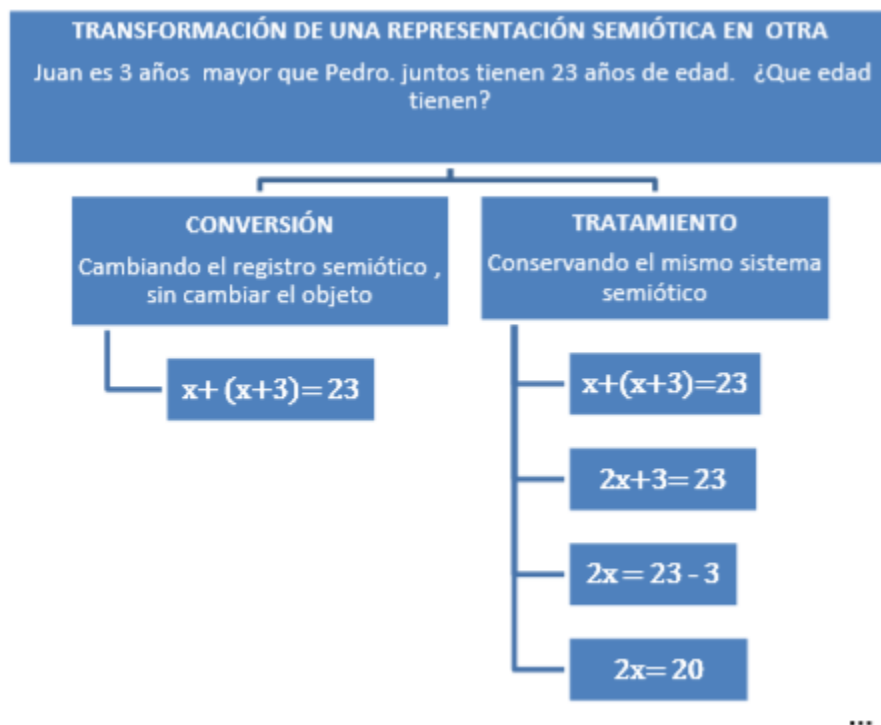 TRANSFORMACIÓN DE UNA REPRESENTACIÓN SEMIÓTICA EN OTRA
Juan es 3 años mayor que Pedro. juntos tienen 23 años de edad. ¿Que edad
tienen?
CONVERSIÓN
Cambiando el registro semiótico ,
sin cambiar el objeto
x+ (x+3)=23
TRATAMIENTO
Conservando el mismo sistema
semiótico
x+(x+3)=23
2x+3=23
2x=23 - 3
2x=20
...